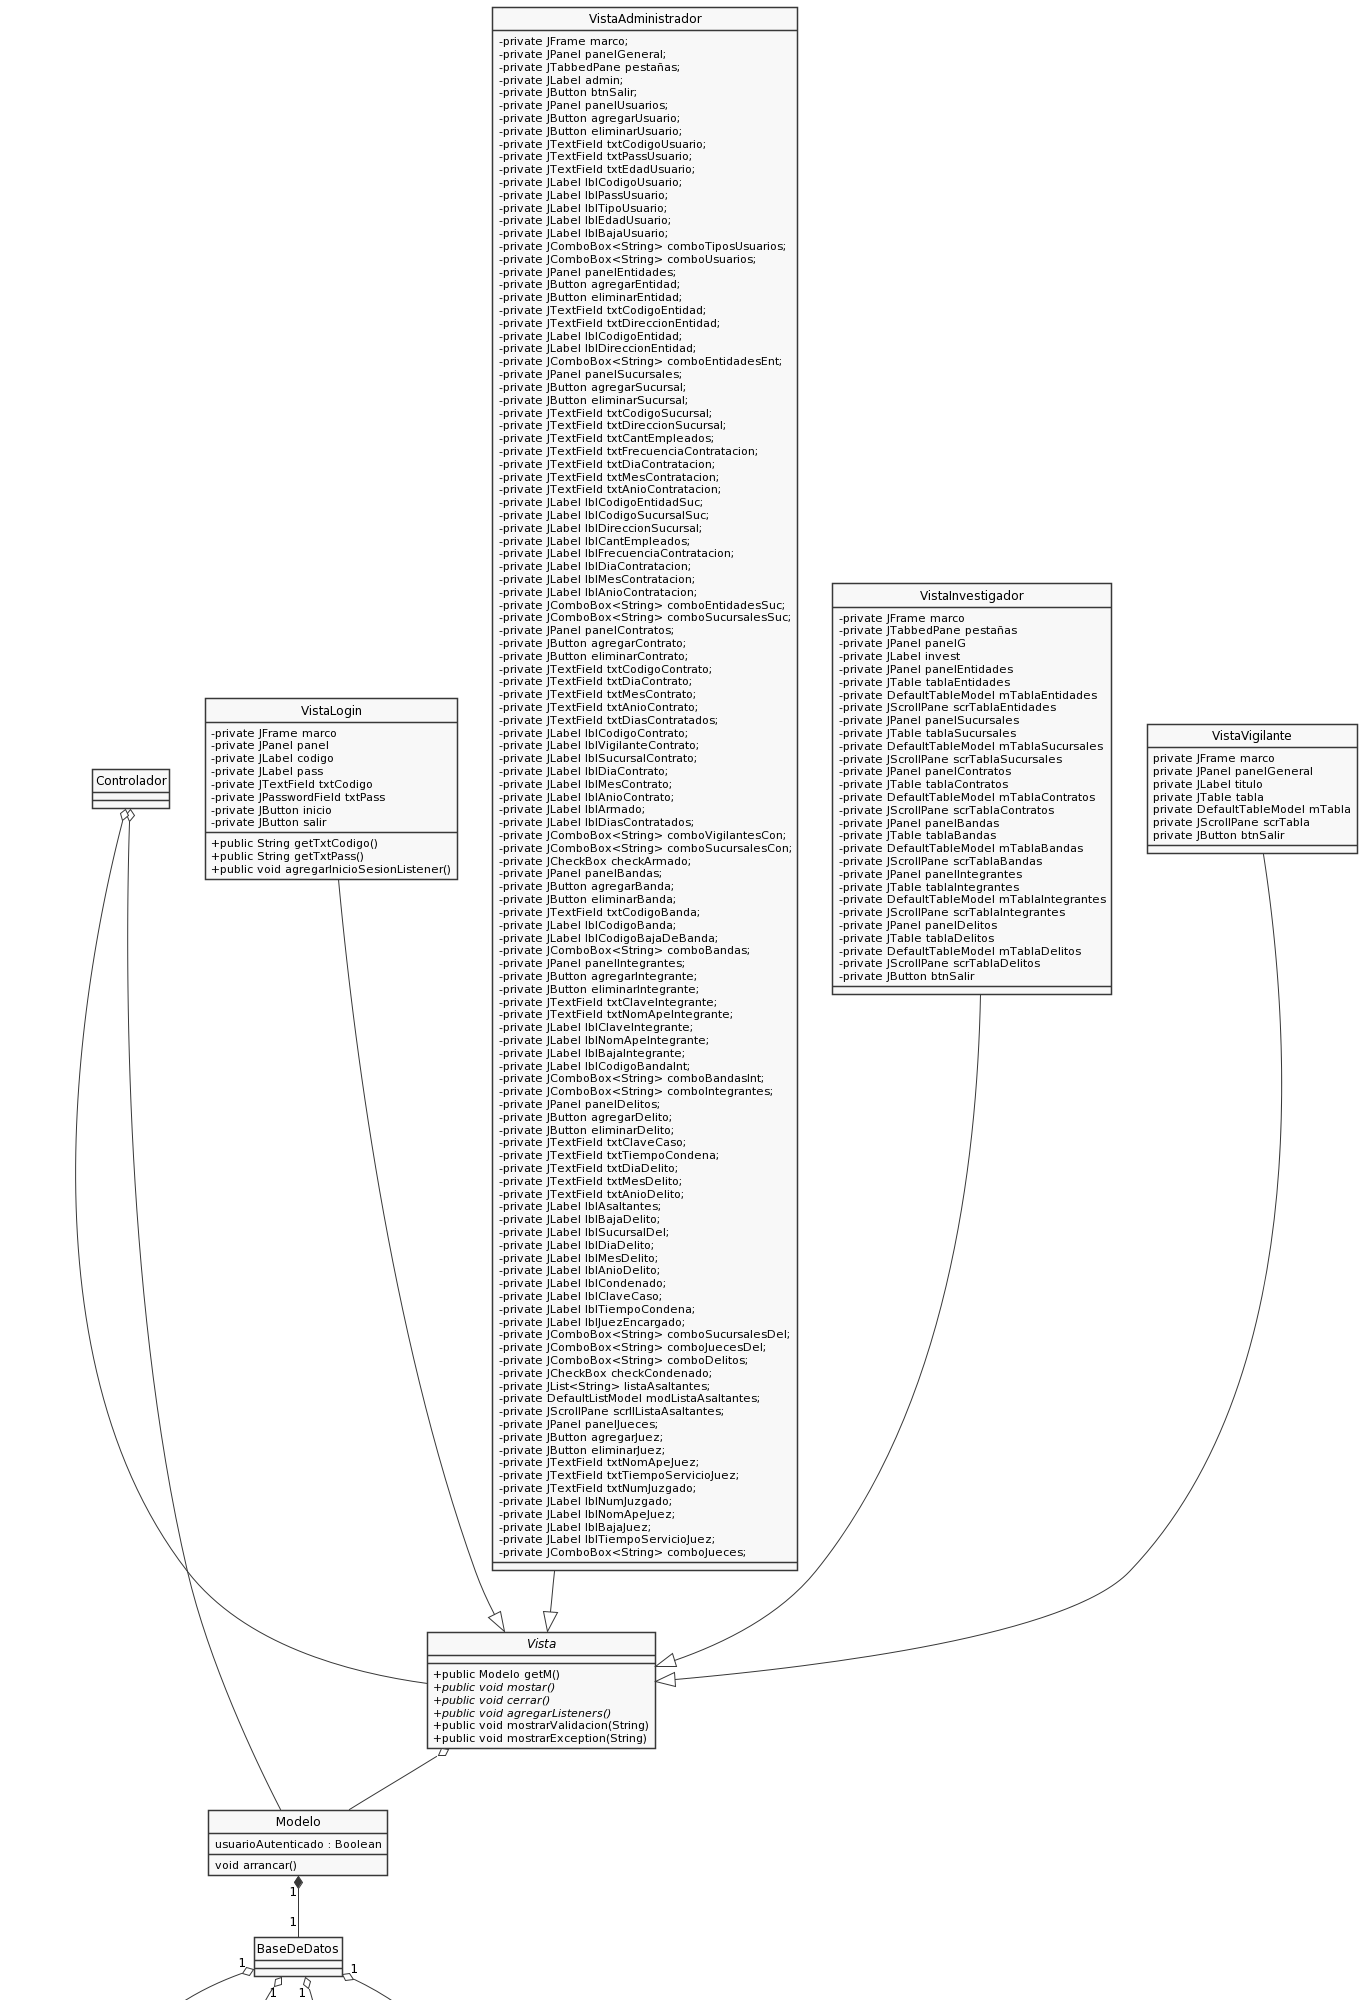 VistaAdministrador
-private JFrame marco;
-private JPanel panelGeneral;
-private JTabbedPane pestañas;
-private JLabel admin;
-private JButton btnSalir;
-private JPanel panelUsuarios;
-private JButton agregarUsuario;
-private JButton eliminarUsuario;
-private JTextField txtCodigoUsuario;
-private JTextField txtPassUsuario;
-private JTextField txtEdadUsuario;
-private JLabel lblCodigoUsuario;
-private JLabel lblPassUsuario;
-private JLabel lblTipoUsuario;
-private JLabel lblEdadUsuario;
-private JLabel lblBajaUsuario;
-private JComboBox<String> comboTiposUsuarios;
-private JComboBox<String> comboUsuarios;
-private JPanel panelEntidades;
-private JButton agregarEntidad;
-private JButton eliminarEntidad;
-private JTextField txtCodigoEntidad;
-private JTextField txtDireccionEntidad;
-private JLabel lblCodigoEntidad;
-private JLabel lblDireccionEntidad;
-private JComboBox<String> comboEntidadesEnt;
-private JPanel panelSucursales;
-private JButton agregarSucursal;
-private JButton eliminarSucursal;
-private JTextField txtCodigoSucursal;
-private JTextField txtDireccionSucursal;
-private JTextField txtCantEmpleados;
-private JTextField txtFrecuenciaContratacion;
-private JTextField txtDiaContratacion;
-private JTextField txtMesContratacion;
-private JTextField txtAnioContratacion;
-private JLabel lblCodigoEntidadSuc;
-private JLabel lblCodigoSucursalSuc;
-private JLabel lblDireccionSucursal;
-private JLabel lblCantEmpleados;
-private JLabel lblFrecuenciaContratacion;
-private JLabel lblDiaContratacion;
-private JLabel lblMesContratacion;
-private JLabel lblAnioContratacion;
-private JComboBox<String> comboEntidadesSuc;
-private JComboBox<String> comboSucursalesSuc;
-private JPanel panelContratos;
-private JButton agregarContrato;
-private JButton eliminarContrato;
-private JTextField txtCodigoContrato;
-private JTextField txtDiaContrato;
-private JTextField txtMesContrato;
-private JTextField txtAnioContrato;
-private JTextField txtDiasContratados;
-private JLabel lblCodigoContrato;
-private JLabel lblVigilanteContrato;
-private JLabel lblSucursalContrato;
-private JLabel lblDiaContrato;
-private JLabel lblMesContrato;
-private JLabel lblAnioContrato;
-private JLabel lblArmado;
-private JLabel lblDiasContratados;
-private JComboBox<String> comboVigilantesCon;
-private JComboBox<String> comboSucursalesCon;
-private JCheckBox checkArmado;
-private JPanel panelBandas;
-private JButton agregarBanda;
-private JButton eliminarBanda;
-private JTextField txtCodigoBanda;
-private JLabel lblCodigoBanda;
-private JLabel lblCodigoBajaDeBanda;
-private JComboBox<String> comboBandas;
-private JPanel panelIntegrantes;
-private JButton agregarIntegrante;
-private JButton eliminarIntegrante;
-private JTextField txtClaveIntegrante;
-private JTextField txtNomApeIntegrante;
-private JLabel lblClaveIntegrante;
-private JLabel lblNomApeIntegrante;
-private JLabel lblBajaIntegrante;
-private JLabel lblCodigoBandaInt;
-private JComboBox<String> comboBandasInt;
-private JComboBox<String> comboIntegrantes;
-private JPanel panelDelitos;
-private JButton agregarDelito;
-private JButton eliminarDelito;
-private JTextField txtClaveCaso;
-private JTextField txtTiempoCondena;
-private JTextField txtDiaDelito;
-private JTextField txtMesDelito;
-private JTextField txtAnioDelito;
-private JLabel lblAsaltantes;
-private JLabel lblBajaDelito;
-private JLabel lblSucursalDel;
-private JLabel lblDiaDelito;
-private JLabel lblMesDelito;
-private JLabel lblAnioDelito;
-private JLabel lblCondenado;
-private JLabel lblClaveCaso;
-private JLabel lblTiempoCondena;
-private JLabel lblJuezEncargado;
-private JComboBox<String> comboSucursalesDel;
-private JComboBox<String> comboJuecesDel;
-private JComboBox<String> comboDelitos;
-private JCheckBox checkCondenado;
-private JList<String> listaAsaltantes;
-private DefaultListModel modListaAsaltantes;
-private JScrollPane scrllListaAsaltantes;
-private JPanel panelJueces;
-private JButton agregarJuez;
-private JButton eliminarJuez;
-private JTextField txtNomApeJuez;
-private JTextField txtTiempoServicioJuez;
-private JTextField txtNumJuzgado;
-private JLabel lblNumJuzgado;
-private JLabel lblNomApeJuez;
-private JLabel lblBajaJuez;
-private JLabel lblTiempoServicioJuez;
-private JComboBox<String> comboJueces;
VistaInvestigador
-private JFrame marco
-private JTabbedPane pestañas
-private JPanel panelG
-private JLabel invest
-private JPanel panelEntidades
-private JTable tablaEntidades
-private DefaultTableModel mTablaEntidades
-private JScrollPane scrTablaEntidades
-private JPanel panelSucursales
-private JTable tablaSucursales
-private DefaultTableModel mTablaSucursales
-private JScrollPane scrTablaSucursales
-private JPanel panelContratos
-private JTable tablaContratos
-private DefaultTableModel mTablaContratos
-private JScrollPane scrTablaContratos
-private JPanel panelBandas
-private JTable tablaBandas
-private DefaultTableModel mTablaBandas
-private JScrollPane scrTablaBandas
-private JPanel panelIntegrantes
-private JTable tablaIntegrantes
-private DefaultTableModel mTablaIntegrantes
-private JScrollPane scrTablaIntegrantes
-private JPanel panelDelitos
-private JTable tablaDelitos
-private DefaultTableModel mTablaDelitos
-private JScrollPane scrTablaDelitos
-private JButton btnSalir
VistaLogin
-private JFrame marco
-private JPanel panel
-private JLabel codigo
-private JLabel pass
-private JTextField txtCodigo
-private JPasswordField txtPass
-private JButton inicio
-private JButton salir
+public String getTxtCodigo()
+public String getTxtPass()
+public void agregarInicioSesionListener()
VistaVigilante
private JFrame marco
private JPanel panelGeneral
private JLabel titulo
private JTable tabla
private DefaultTableModel mTabla
private JScrollPane scrTabla
private JButton btnSalir
Controlador
Vista
+public Modelo getM()
+public void mostar()
+public void cerrar()
+public void agregarListeners()
+public void mostrarValidacion(String)
+public void mostrarException(String)
Modelo
usuarioAutenticado : Boolean
void arrancar()
1
1
BaseDeDatos
1
1
1
1